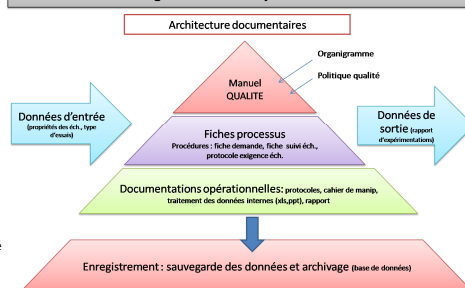 Architecture documentaires
Organigramme
Politique qualité
Manuel
QUALITE
Données d'entrée
(propriétés des éch., type
d'essais)
Données de
sortie (rapport
d'expérimentations)
Fiches processus
Procédures : fiche demande, fiche suivi éch.,
protocole exigence éch.
Documentations opérationnelles: protocoles, cahier de manip,
traitement des données internes (xls,ppt), rapport
Enregistrement : sauvegarde des données et archivage (base de données)